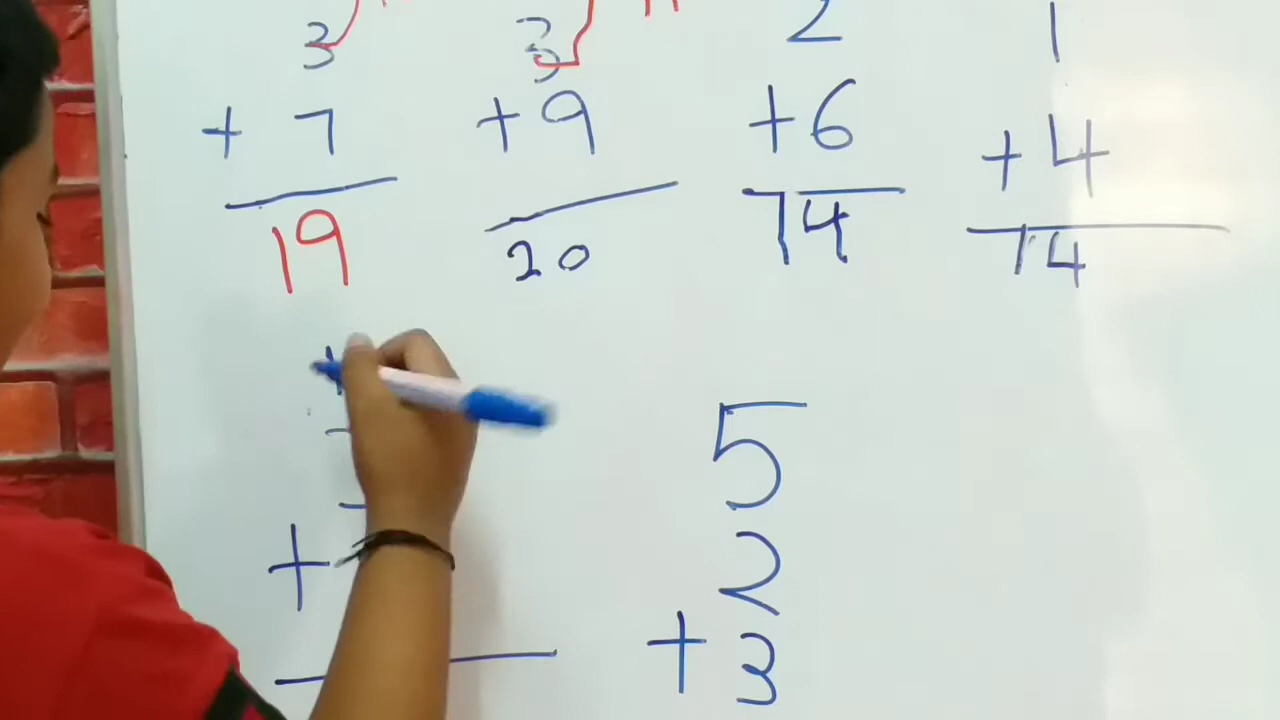 3 3 2 1
+ 7 + 9 + 6 + 4
19 20 14 14
5
2
+ + 3